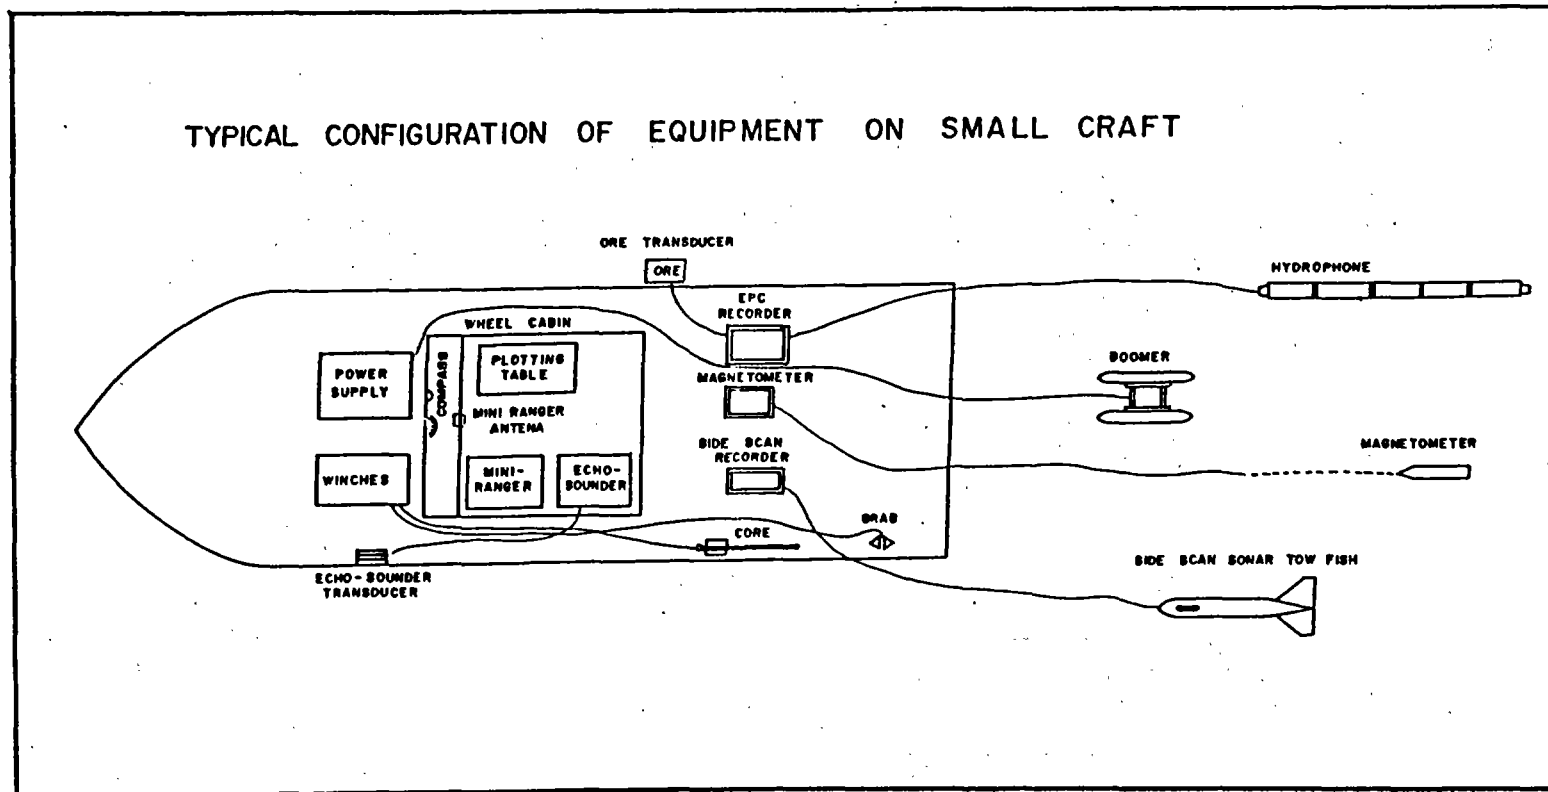 TYPICAL CONFIGURATION OF EQUIPMENT ON SMALL CRAFT
ORE TRANSDUCER
ORE
HYDROPHONE
EPC
RECORDER
WHEEL CABIN
POWER
SUPPLY
COMPASS
PLOTTING
TABLE
BOOMER
MAGNETOMETER
MINI RANGER
ANTENA
SIDE SCAN
RECORDER
MAGNETOMETER
WINCHES
MINI-
RANGER
ECHO-
SOUNDER
GRAB
CORE
ECHO-SOUNDER
TRANSDUCER
SIDE SCAN SONAR TOW FISH